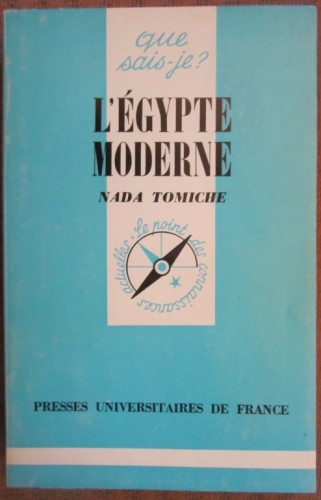 que
sais-je?
L'ÉGYPTE
MODERNE
NADA TOMICHE
Le point des connaissances actuelles
PRESSES UNIVERSITAIRES DE FRANCE